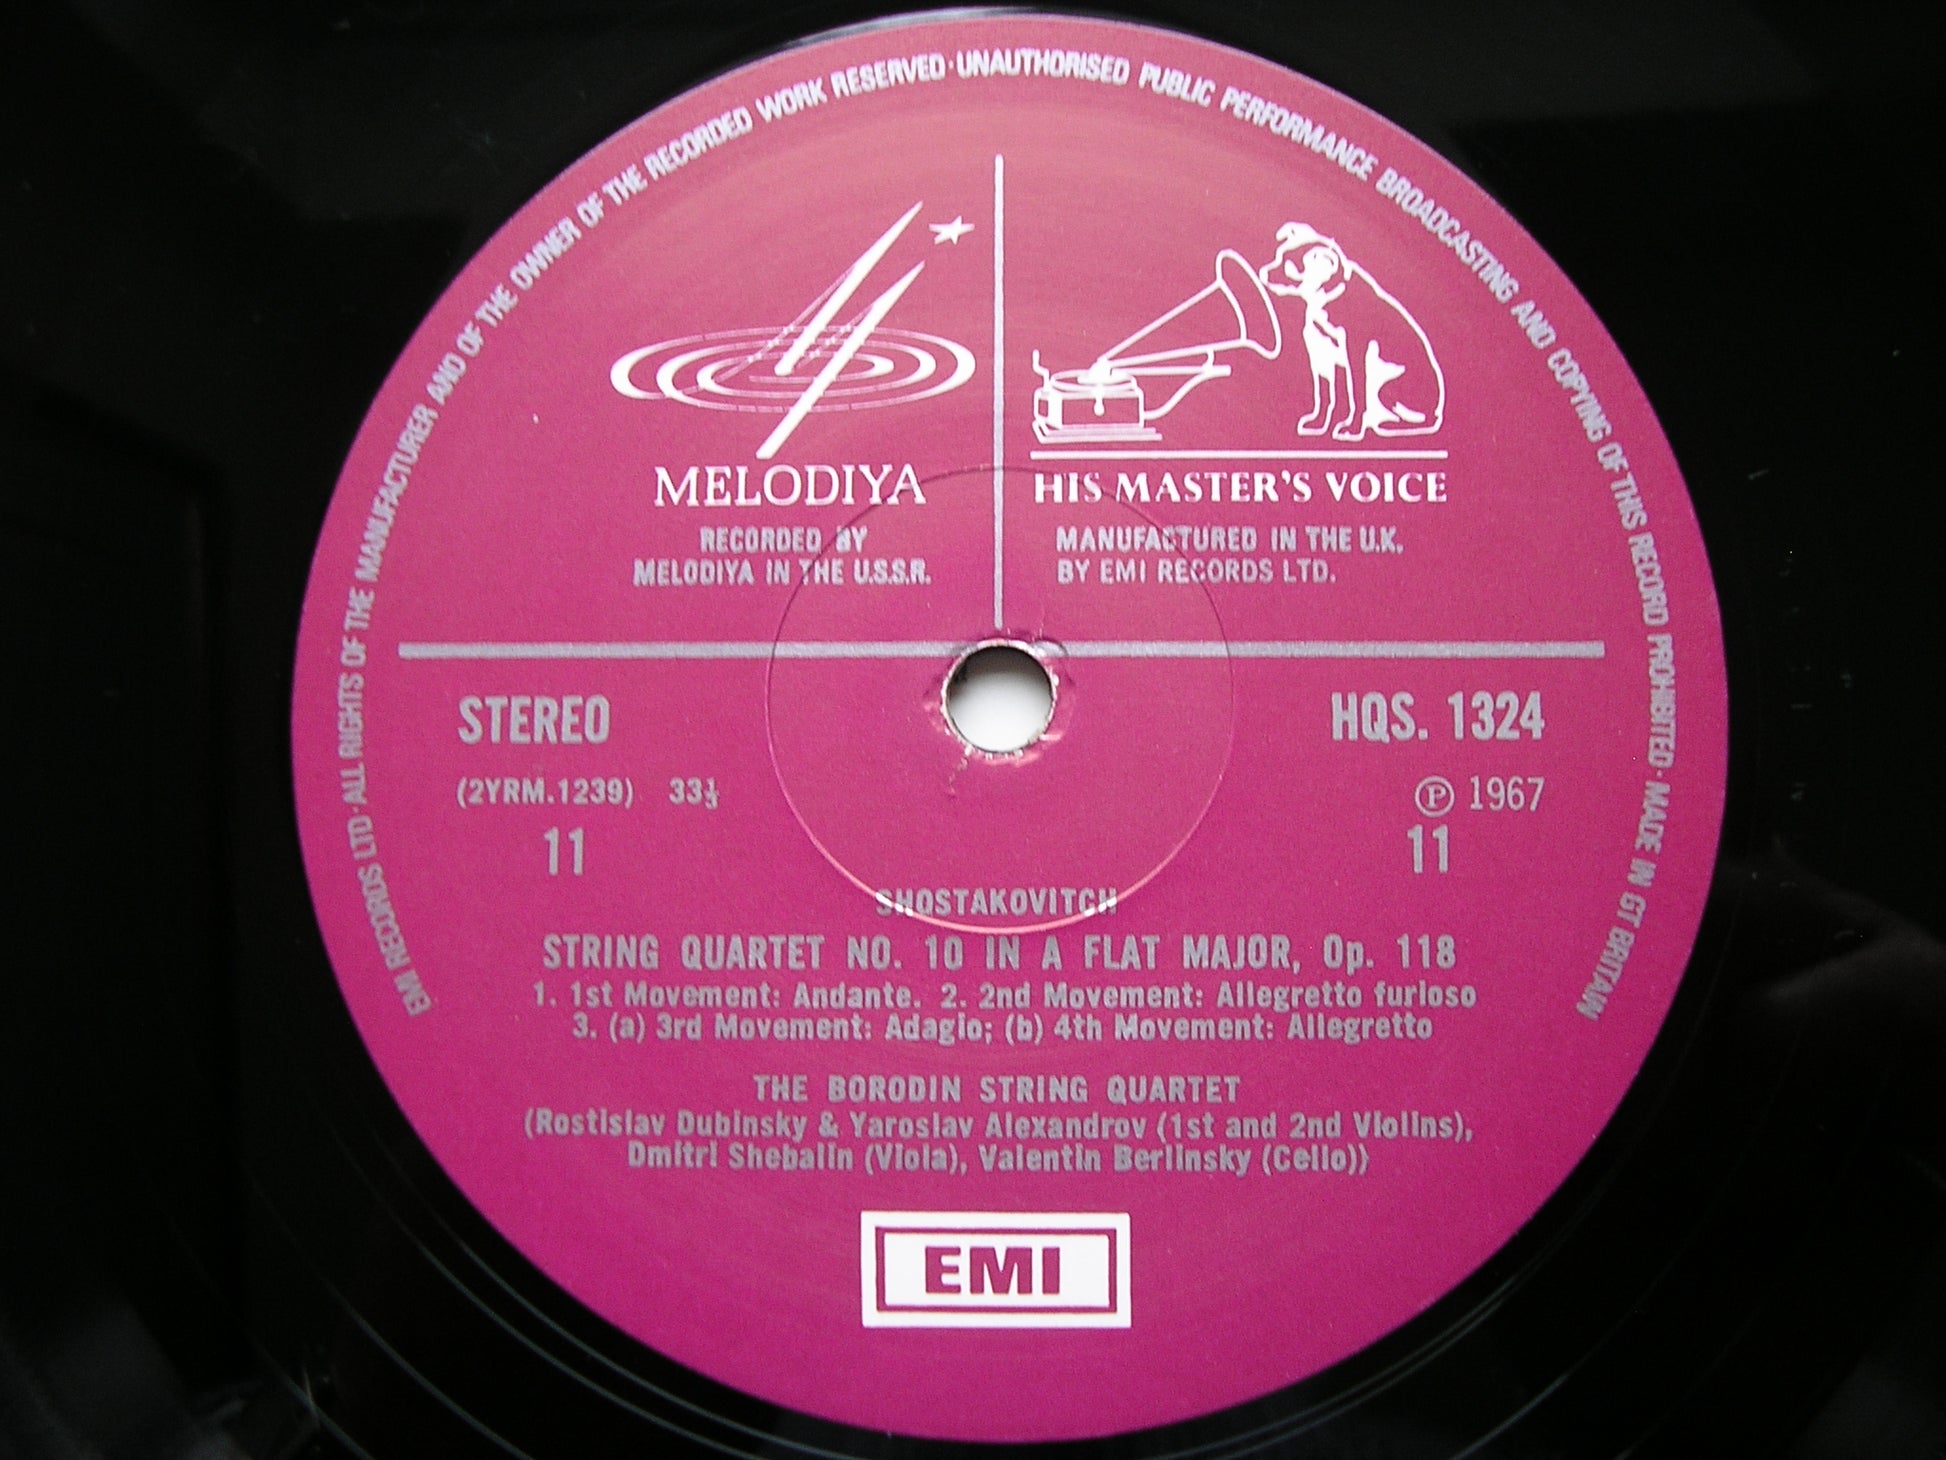 EMI RECORDS LTD·ALL RIGHTS OF THE MANUFACTURER AND OF THE OWNER OF THE RECORDED WORK RESERVED·UNAUTHORISED PUBLIC PERFORMANCE BROADCASTING AND COPYING OF THIS RECORD PROHIBITED·MADE IN GT BRITAIN
MELODIYA
RECORDED BY
MELODIYA IN THE U.S.S.R.
HIS MASTER'S VOICE
MANUFACTURED IN THE U.K.
BY EMI RECORDS LTD.
STEREO HQS. 1324
(2YRM.1239) 33⅓ ℗ 1967
11 11
SHOSTAKOVITCH
STRING QUARTET NO. 10 IN A FLAT MAJOR, Op. 118
1. 1st Movement: Andante. 2. 2nd Movement: Allegretto furioso
3. (a) 3rd Movement: Adagio; (b) 4th Movement: Allegretto
THE BORODIN STRING QUARTET
(Rostislav Dubinsky & Yaroslav Alexandrov (1st and 2nd Violins),
Dmitri Shebalin (Viola), Valentin Berlinsky (Cello))
EMI